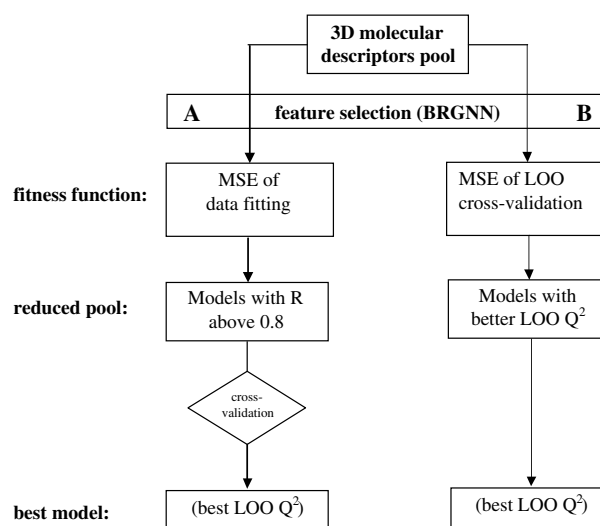 3D molecular
descriptors pool
A feature selection (BRGNN) B
fitness function:
MSE of
data fitting
MSE of LOO
cross-validation
reduced pool:
Models with R
above 0.8
Models with
better LOO Q²
cross-
validation
best model:
(best LOO Q²)
(best LOO Q²)